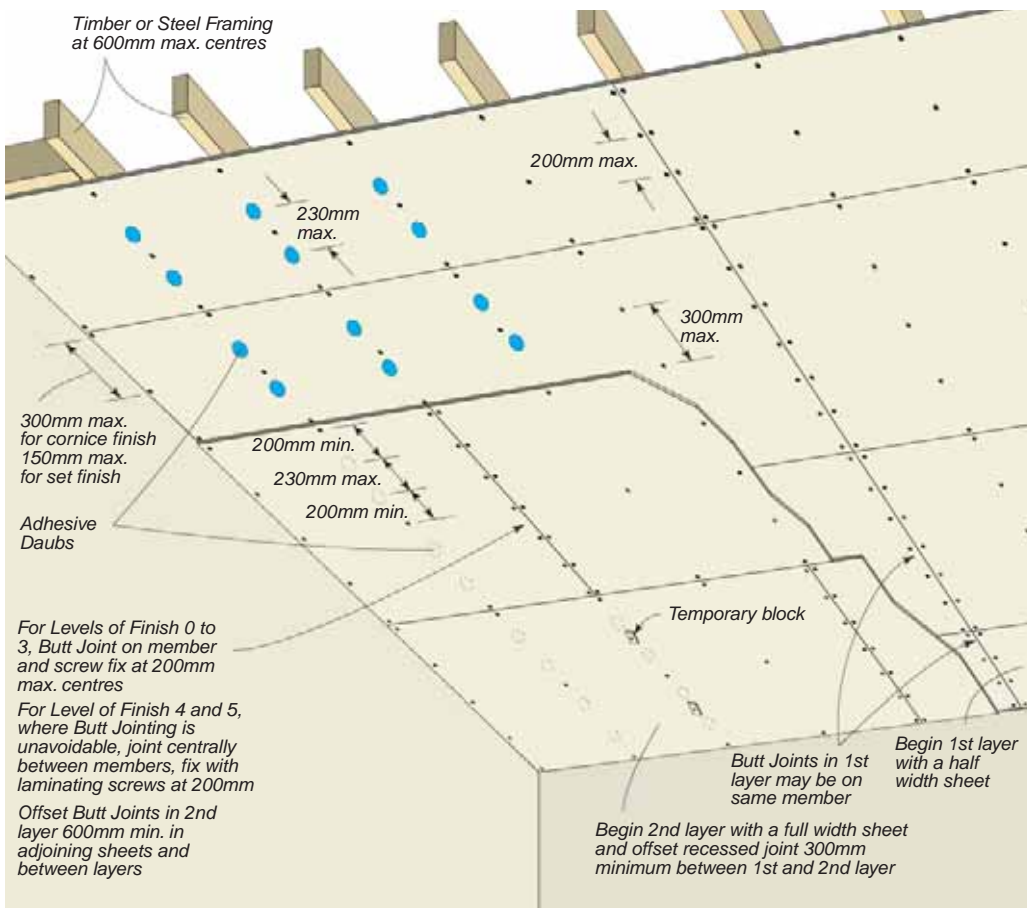 Timber or Steel Framing
at 600mm max. centres
200mm max.
230mm
max.
300mm
max.
300mm max.
for cornice finish
150mm max.
for set finish
200mm min.
230mm max.
200mm min.
Adhesive
Daubs
Temporary block
For Levels of Finish 0 to
3, Butt Joint on member
and screw fix at 200mm
max. centres
For Level of Finish 4 and 5,
where Butt Jointing is
unavoidable, joint centrally
between members, fix with
laminating screws at 200mm
Offset Butt Joints in 2nd
layer 600mm min. in
adjoining sheets and
between layers
Butt Joints in 1st
layer may be on
same member
Begin 1st layer
with a half
width sheet
Begin 2nd layer with a full width sheet
and offset recessed joint 300mm
minimum between 1st and 2nd layer